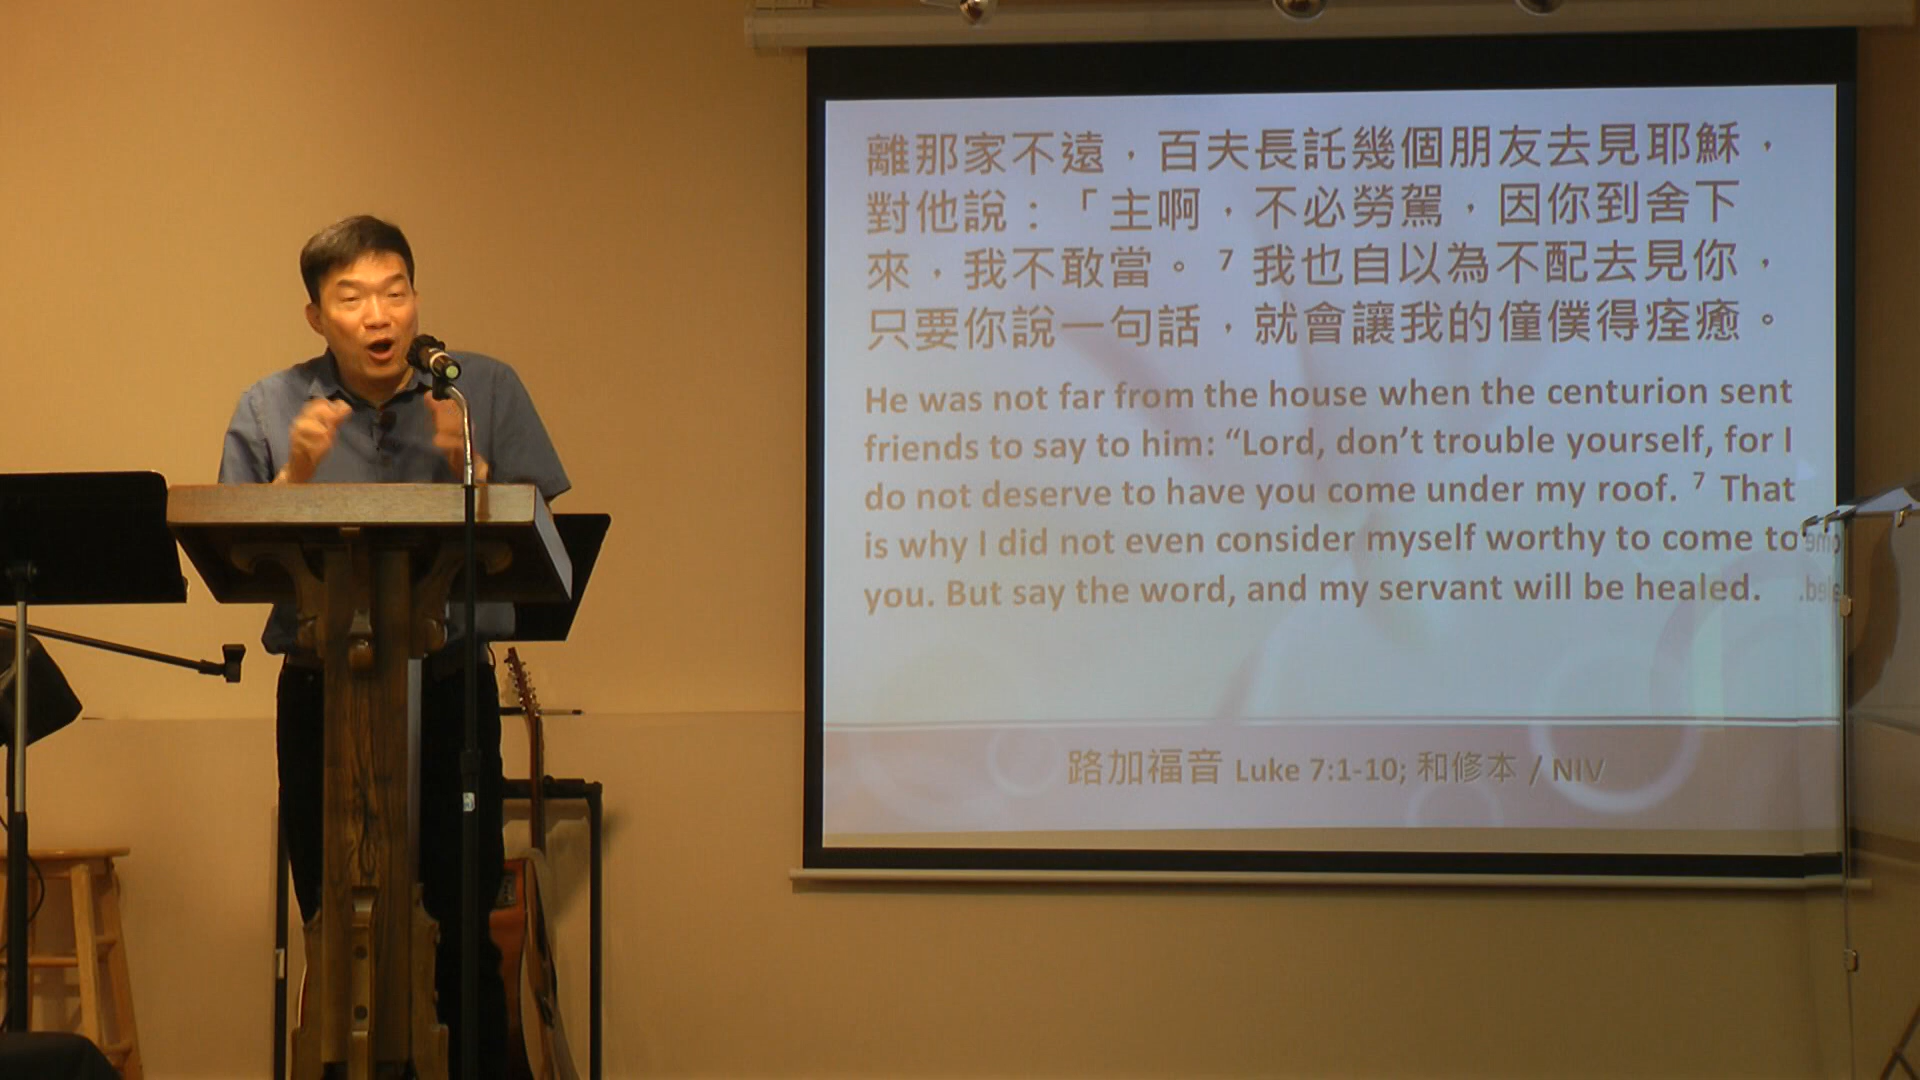 離那家不遠，百夫長託幾個朋友去見耶穌，
對他說：「主啊，不必勞駕，因你到舍下
來，我不敢當。⁷ 我也自以為不配去見你，
只要你說一句話，就會讓我的僮僕得痊癒。
He was not far from the house when the centurion sent
friends to say to him: “Lord, don’t trouble yourself, for I
do not deserve to have you come under my roof. ⁷ That
is why I did not even consider myself worthy to come to
you. But say the word, and my servant will be healed.
路加福音 Luke 7:1-10; 和修本 / NIV